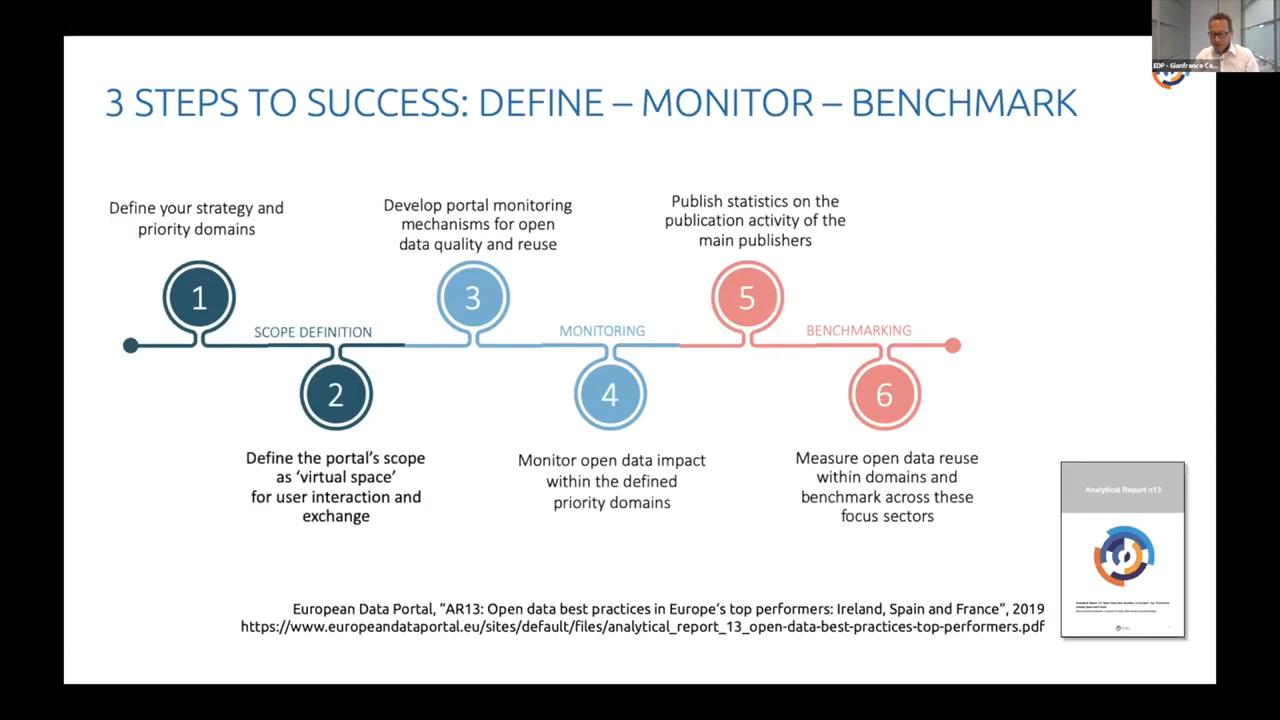 EDP - Gianfranco Ce...
3 STEPS TO SUCCESS: DEFINE – MONITOR – BENCHMARK
Define your strategy and
priority domains
Develop portal monitoring
mechanisms for open
data quality and reuse
Publish statistics on the
publication activity of the
main publishers
1
3
5
SCOPE DEFINITION
MONITORING
BENCHMARKING
2
4
6
Define the portal's scope
as 'virtual space'
for user interaction and
exchange
Monitor open data impact
within the defined
priority domains
Measure open data reuse
within domains and
benchmark across these
focus sectors
Analytical Report n13
European Data Portal, "AR13: Open data best practices in Europe's top performers: Ireland, Spain and France", 2019
https://www.europeandataportal.eu/sites/default/files/analytical_report_13_open-data-best-practices-top-performers.pdf